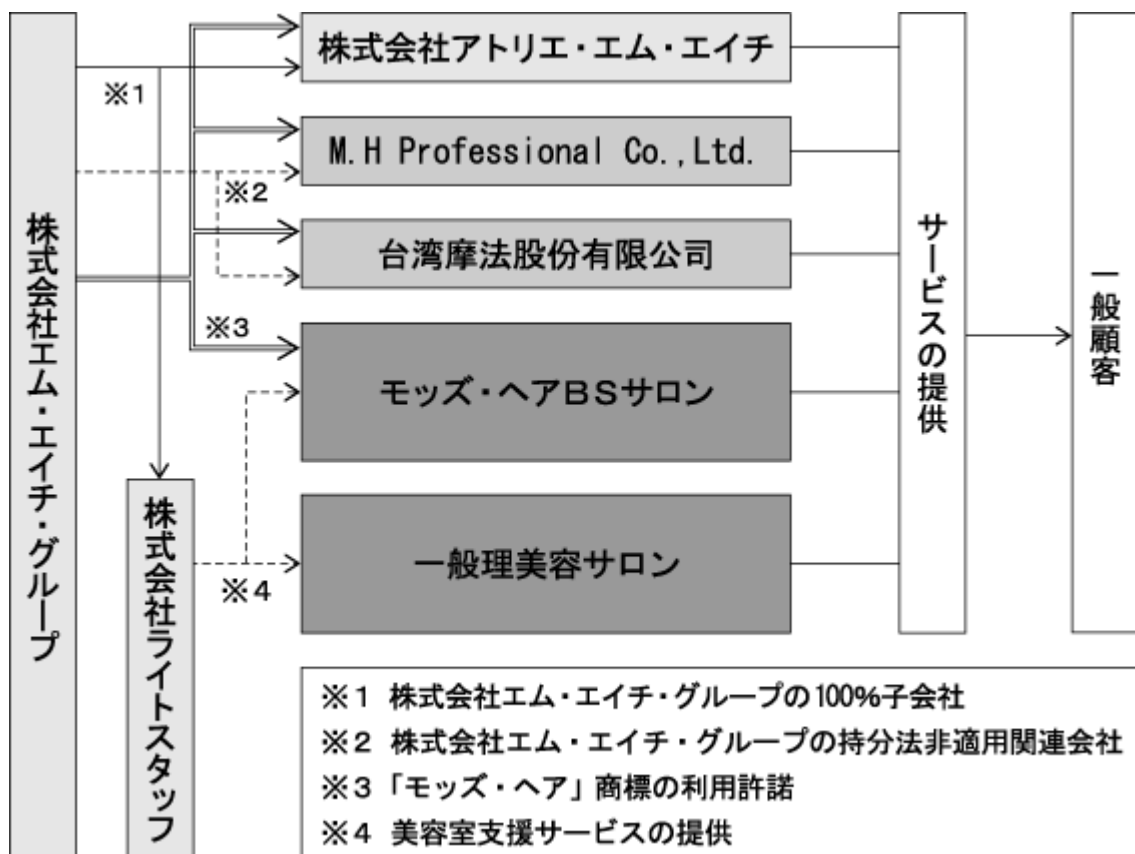 株式会社エム・エイチ・グループ
※1
株式会社アトリエ・エム・エイチ
M.H Professional Co.,Ltd.
※2
台湾摩法股份有限公司
※3
モッズ・ヘアBSサロン
株式会社ライトスタッフ
※4
一般理美容サロン
サービスの提供
一般顧客
※1 株式会社エム・エイチ・グループの100%子会社
※2 株式会社エム・エイチ・グループの持分法非適用関連会社
※3 「モッズ・ヘア」商標の利用許諾
※4 美容室支援サービスの提供